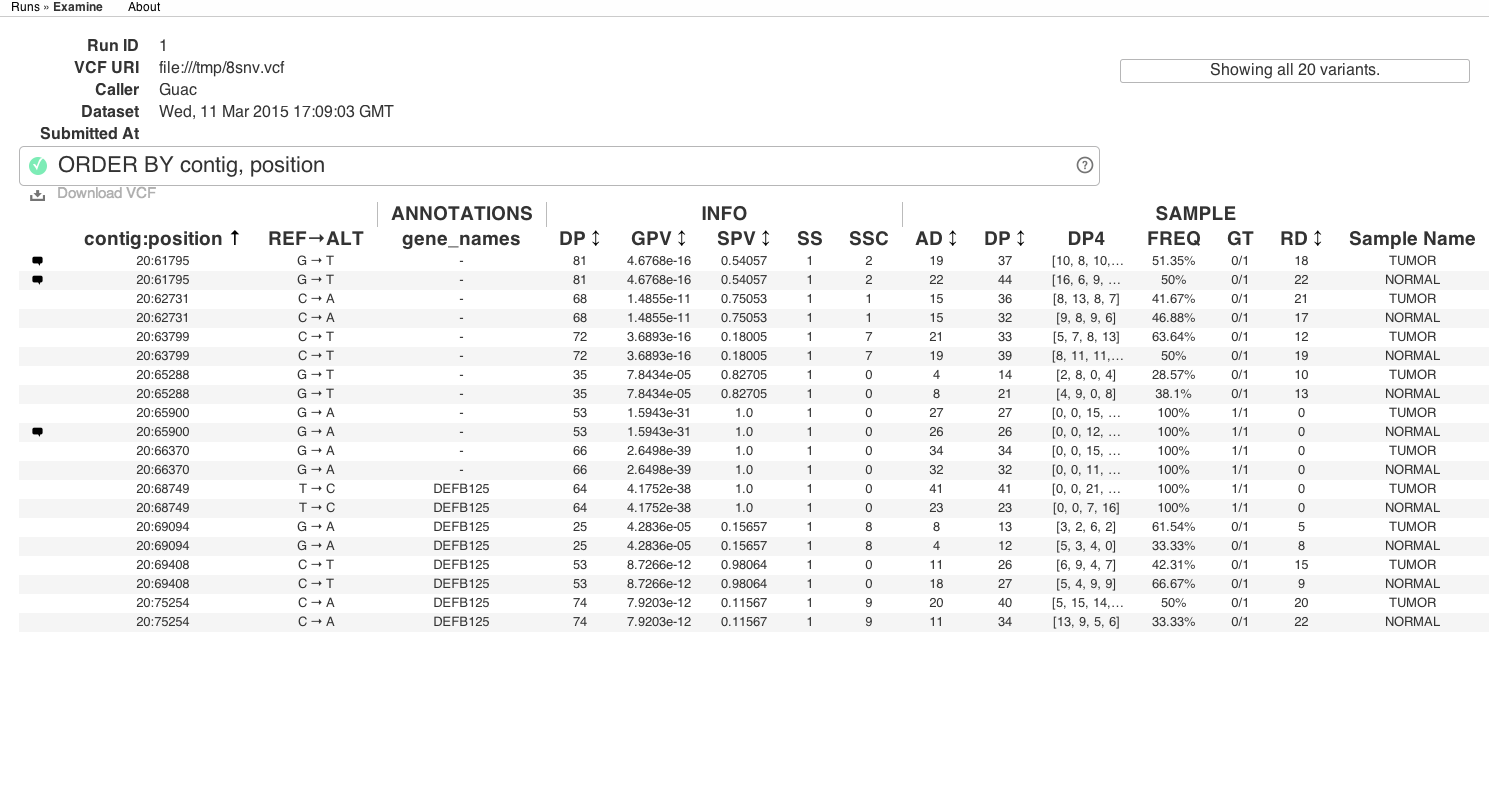 Runs » Examine About
Run ID 1
VCF URI file:///tmp/8snv.vcf
Showing all 20 variants.
Caller Guac
Dataset Wed, 11 Mar 2015 17:09:03 GMT
Submitted At
ORDER BY contig, position ?
Download VCF
ANNOTATIONS INFO SAMPLE
contig:position ↑ REF→ALT gene_names DP ↕ GPV ↕ SPV ↕ SS SSC AD ↕ DP ↕ DP4 FREQ GT RD ↕ Sample Name
20:61795 G → T - 81 4.6768e-16 0.54057 1 2 19 37 [10, 8, 10,... 51.35% 0/1 18 TUMOR
20:61795 G → T - 81 4.6768e-16 0.54057 1 2 22 44 [16, 6, 9, ... 50% 0/1 22 NORMAL
20:62731 C → A - 68 1.4855e-11 0.75053 1 1 15 36 [8, 13, 8, 7] 41.67% 0/1 21 TUMOR
20:62731 C → A - 68 1.4855e-11 0.75053 1 1 15 32 [9, 8, 9, 6] 46.88% 0/1 17 NORMAL
20:63799 C → T - 72 3.6893e-16 0.18005 1 7 21 33 [5, 7, 8, 13] 63.64% 0/1 12 TUMOR
20:63799 C → T - 72 3.6893e-16 0.18005 1 7 19 39 [8, 11, 11,... 50% 0/1 19 NORMAL
20:65288 G → T - 35 7.8434e-05 0.82705 1 0 4 14 [2, 8, 0, 4] 28.57% 0/1 10 TUMOR
20:65288 G → T - 35 7.8434e-05 0.82705 1 0 8 21 [4, 9, 0, 8] 38.1% 0/1 13 NORMAL
20:65900 G → A - 53 1.5943e-31 1.0 1 0 27 27 [0, 0, 15, ... 100% 1/1 0 TUMOR
20:65900 G → A - 53 1.5943e-31 1.0 1 0 26 26 [0, 0, 12, ... 100% 1/1 0 NORMAL
20:66370 G → A - 66 2.6498e-39 1.0 1 0 34 34 [0, 0, 15, ... 100% 1/1 0 TUMOR
20:66370 G → A - 66 2.6498e-39 1.0 1 0 32 32 [0, 0, 11, ... 100% 1/1 0 NORMAL
20:68749 T → C DEFB125 64 4.1752e-38 1.0 1 0 41 41 [0, 0, 21, ... 100% 1/1 0 TUMOR
20:68749 T → C DEFB125 64 4.1752e-38 1.0 1 0 23 23 [0, 0, 7, 16] 100% 1/1 0 NORMAL
20:69094 G → A DEFB125 25 4.2836e-05 0.15657 1 8 8 13 [3, 2, 6, 2] 61.54% 0/1 5 TUMOR
20:69094 G → A DEFB125 25 4.2836e-05 0.15657 1 8 4 12 [5, 3, 4, 0] 33.33% 0/1 8 NORMAL
20:69408 C → T DEFB125 53 8.7266e-12 0.98064 1 0 11 26 [6, 9, 4, 7] 42.31% 0/1 15 TUMOR
20:69408 C → T DEFB125 53 8.7266e-12 0.98064 1 0 18 27 [5, 4, 9, 9] 66.67% 0/1 9 NORMAL
20:75254 C → A DEFB125 74 7.9203e-12 0.11567 1 9 20 40 [5, 15, 14,... 50% 0/1 20 TUMOR
20:75254 C → A DEFB125 74 7.9203e-12 0.11567 1 9 11 34 [13, 9, 5, 6] 33.33% 0/1 22 NORMAL